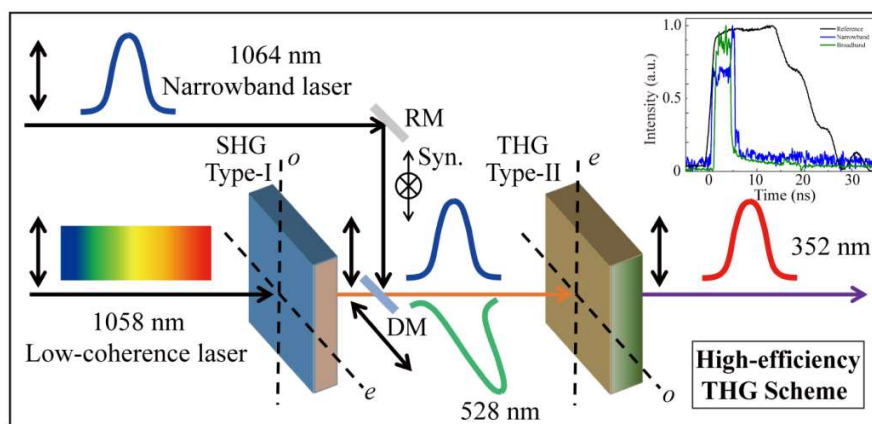 1064 nm
Narrowband laser
RM
Syn.
SHG
Type-I
o
e
1058 nm
Low-coherence laser
DM
528 nm
THG
Type-II
e
o
352 nm
High-efficiency
THG Scheme
Intensity (a.u.)
1.0
0.5
0
0
10
20
30
Time (ns)
Reference
Narrowband
Broadband